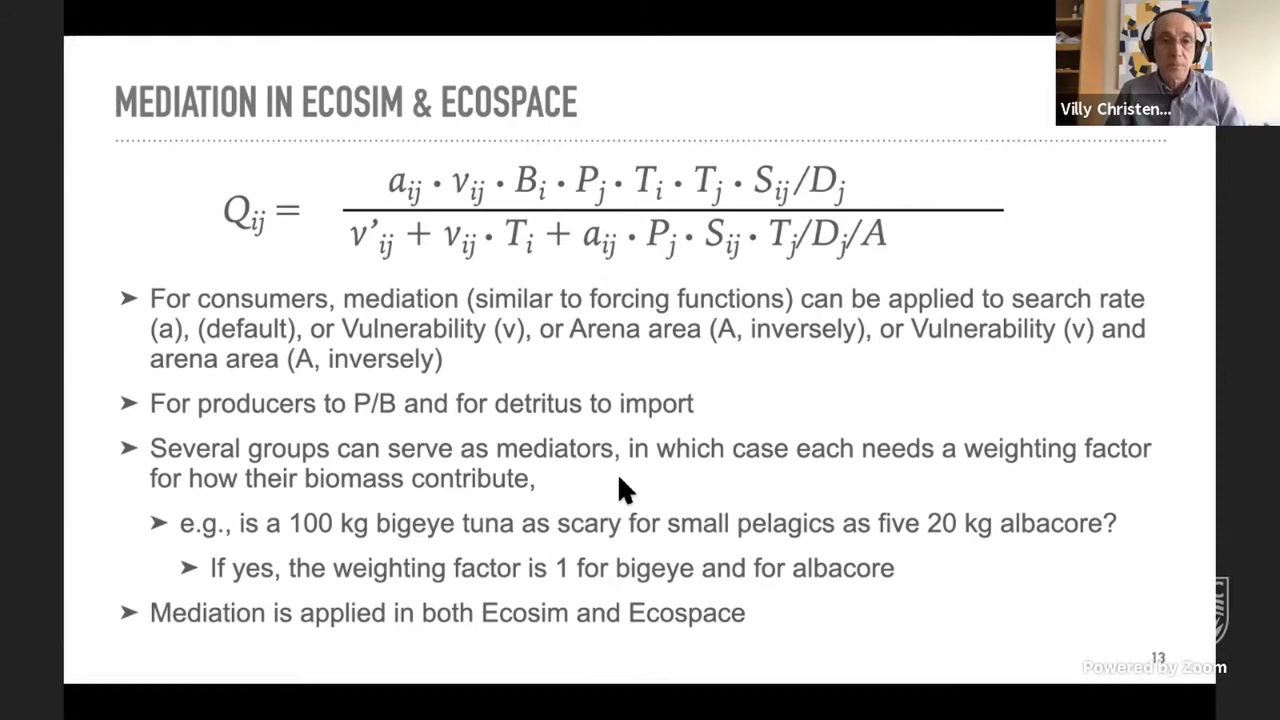 MEDIATION IN ECOSIM & ECOSPACE
Villy Christen...
Qij = aij · vij · Bi · Pj · Ti · Tj · Sij/Dj
v’ij + vij · Ti + aij · Pj · Sij · Tj/Dj/A
➤ For consumers, mediation (similar to forcing functions) can be applied to search rate
(a), (default), or Vulnerability (v), or Arena area (A, inversely), or Vulnerability (v) and
arena area (A, inversely)
➤ For producers to P/B and for detritus to import
➤ Several groups can serve as mediators, in which case each needs a weighting factor
for how their biomass contribute,
➤ e.g., is a 100 kg bigeye tuna as scary for small pelagics as five 20 kg albacore?
➤ If yes, the weighting factor is 1 for bigeye and for albacore
➤ Mediation is applied in both Ecosim and Ecospace
13
Powered by Zoom